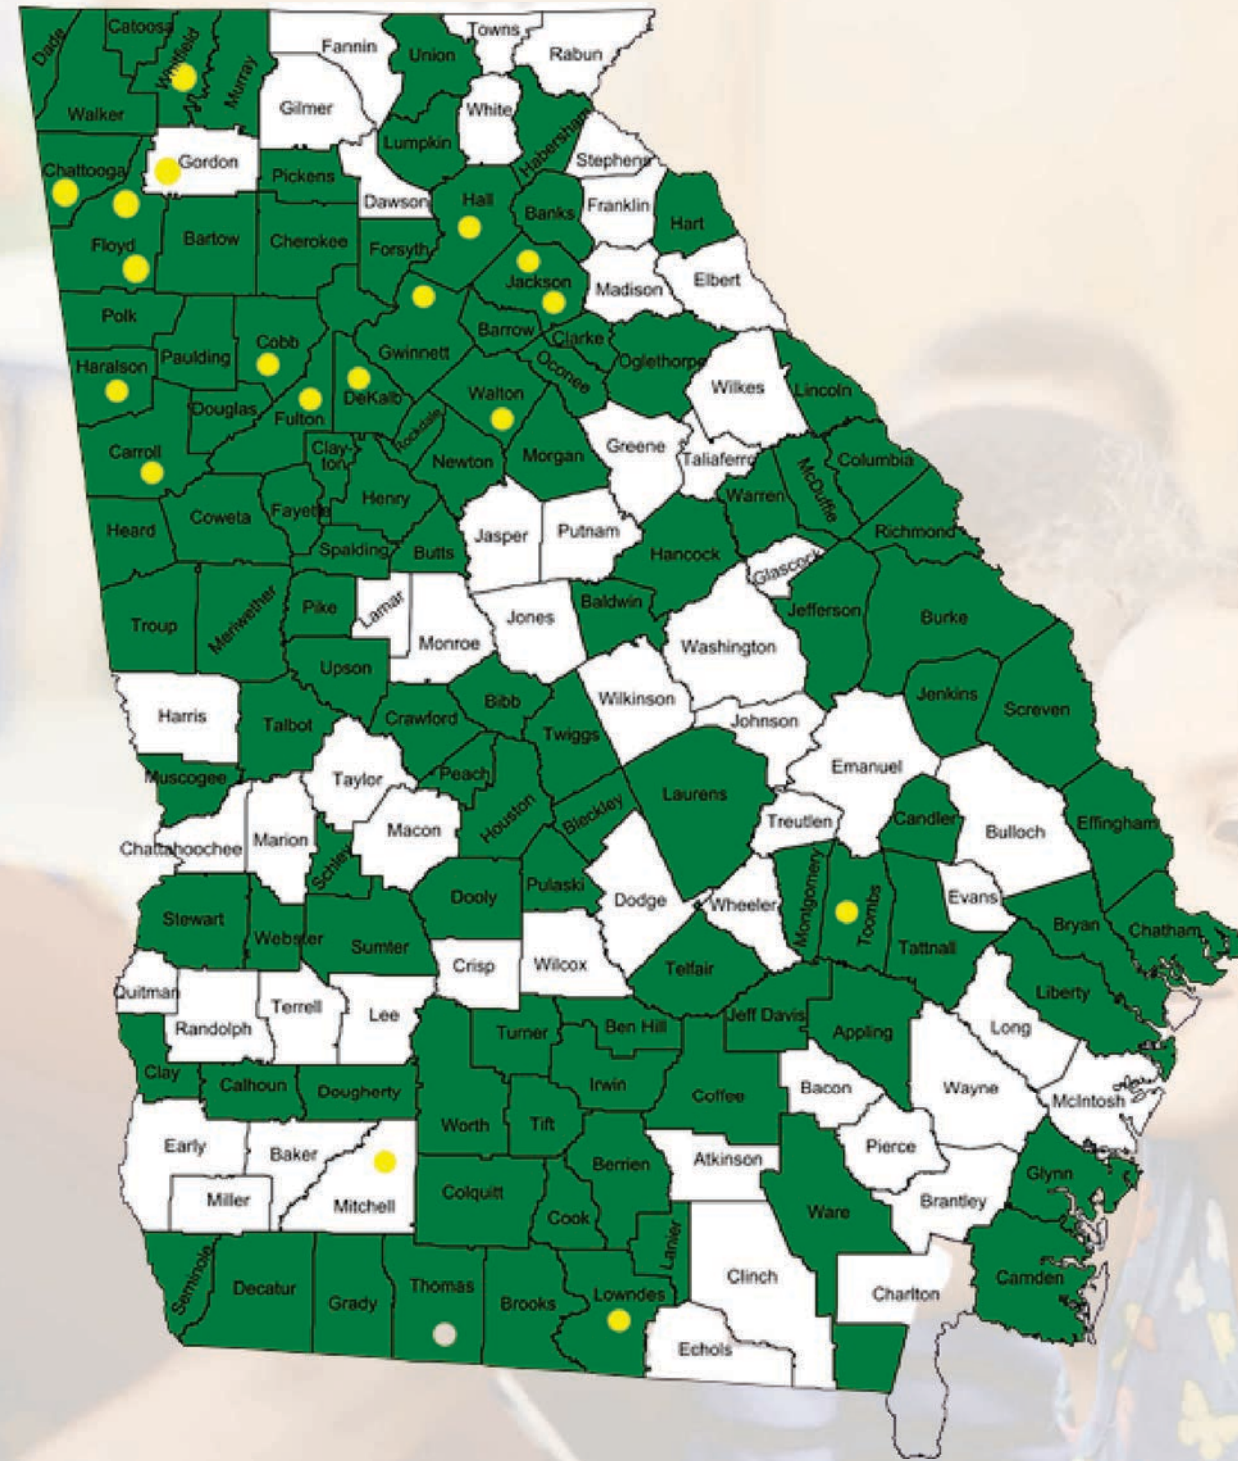 Dade
Catoosa
Whitfield
Murray
Fannin
Union
Towns
Rabun
Walker
Gilmer
White
Habersham
Lumpkin
Stephens
Chattooga
Gordon
Pickens
Dawson
Hall
Banks
Franklin
Hart
Floyd
Bartow
Cherokee
Forsyth
Jackson
Madison
Elbert
Polk
Paulding
Cobb
Gwinnett
Barrow
Clarke
Oconee
Oglethorpe
Haralson
Douglas
Fulton
DeKalb
Rockdale
Walton
Wilkes
Lincoln
Carroll
Clay-
ton
Newton
Morgan
Greene
Taliaferro
McDuffie
Columbia
Heard
Coweta
Fayette
Henry
Jasper
Putnam
Warren
Richmond
Spalding
Butts
Hancock
Glascock
Troup
Meriwether
Pike
Lamar
Monroe
Jones
Baldwin
Washington
Jefferson
Burke
Upson
Harris
Talbot
Crawford
Bibb
Twiggs
Wilkinson
Johnson
Jenkins
Screven
Muscogee
Taylor
Peach
Houston
Bleckley
Laurens
Emanuel
Treutlen
Candler
Bulloch
Effingham
Chattahoochee
Marion
Schley
Macon
Dooly
Pulaski
Dodge
Wheeler
Montgomery
Toombs
Tattnall
Evans
Bryan
Chatham
Stewart
Webster
Sumter
Crisp
Wilcox
Telfair
Quitman
Randolph
Terrell
Lee
Turner
Ben Hill
Jeff Davis
Appling
Long
Liberty
Clay
Calhoun
Dougherty
Worth
Tift
Irwin
Coffee
Bacon
Wayne
McIntosh
Early
Baker
Mitchell
Miller
Colquitt
Cook
Berrien
Atkinson
Pierce
Ware
Brantley
Glynn
Seminole
Decatur
Grady
Thomas
Brooks
Lowndes
Lanier
Clinch
Echols
Charlton
Camden